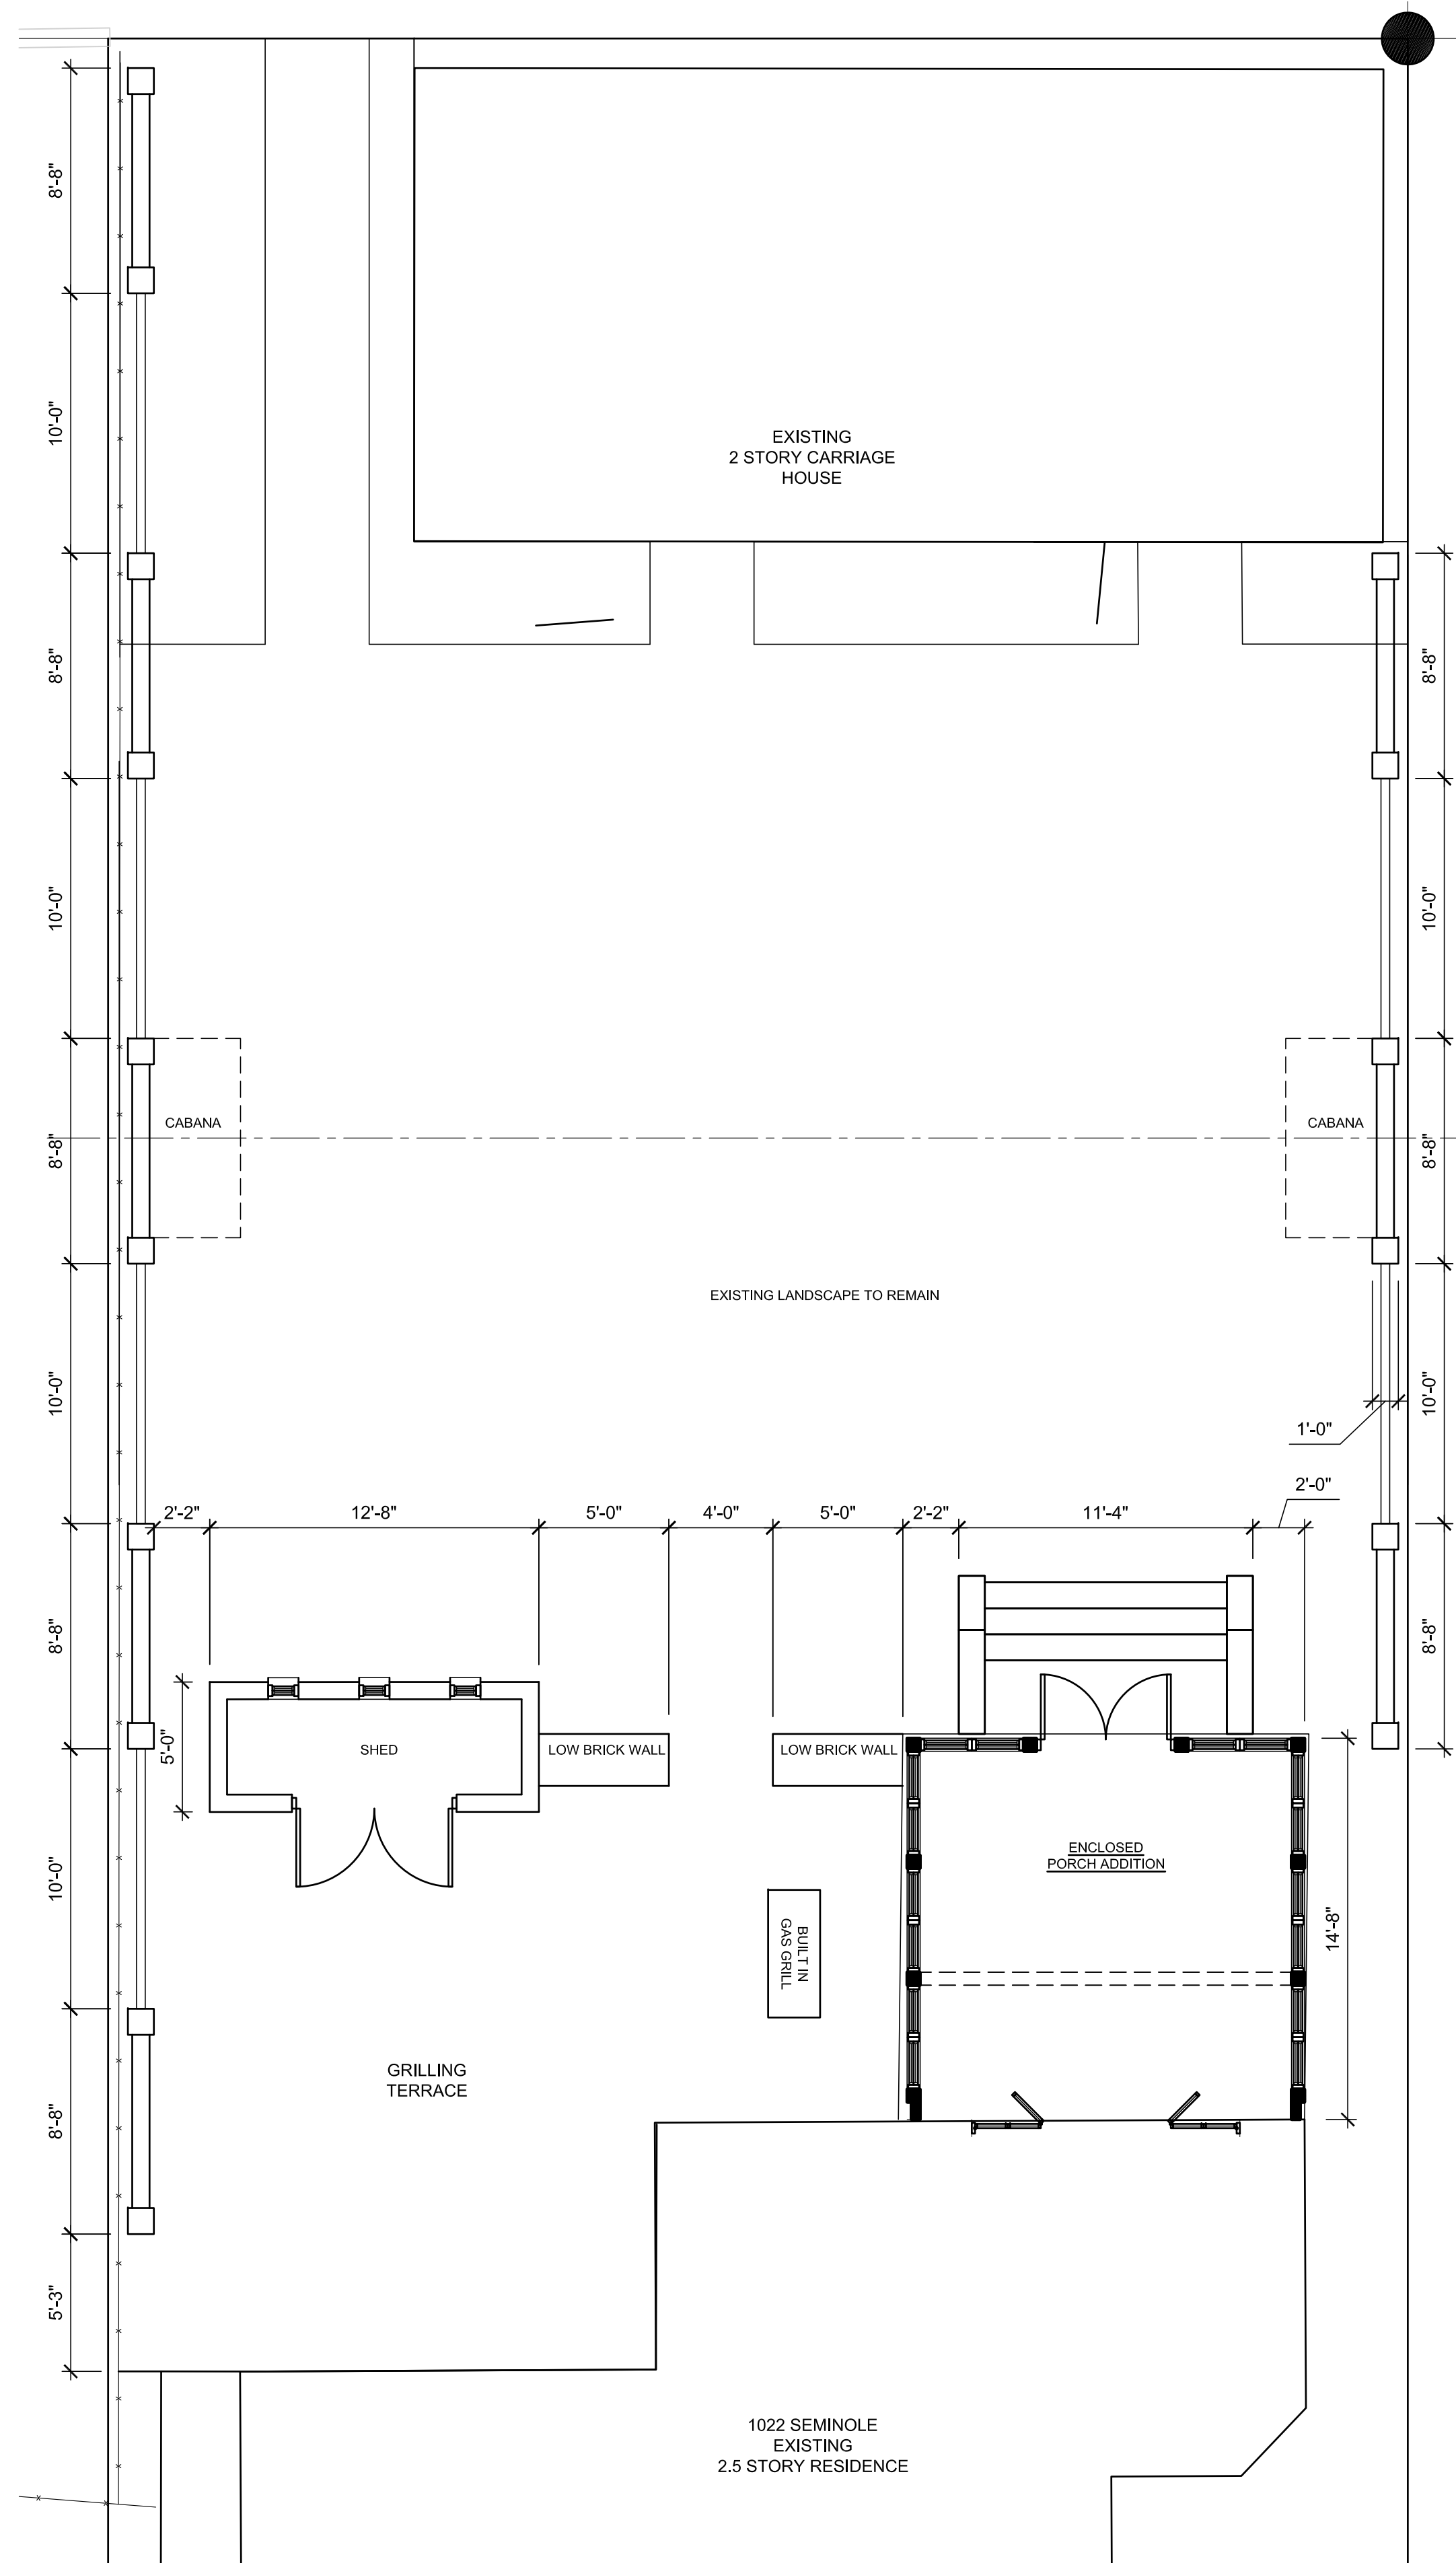 8'-8"
EXISTING
2 STORY CARRIAGE
HOUSE
10'-0"
8'-8"
8'-8"
10'-0"
10'-0"
CABANA
CABANA
8'-8"
8'-8"
EXISTING LANDSCAPE TO REMAIN
10'-0"
10'-0"
1'-0"
2'-0"
2'-2"
12'-8"
5'-0"
4'-0"
5'-0"
2'-2"
11'-4"
8'-8"
8'-8"
5'-0"
SHED
LOW BRICK WALL
LOW BRICK WALL
ENCLOSED
PORCH ADDITION
10'-0"
BUILT IN
GAS GRILL
14'-8"
GRILLING
TERRACE
8'-8"
5'-3"
1022 SEMINOLE
EXISTING
2.5 STORY RESIDENCE